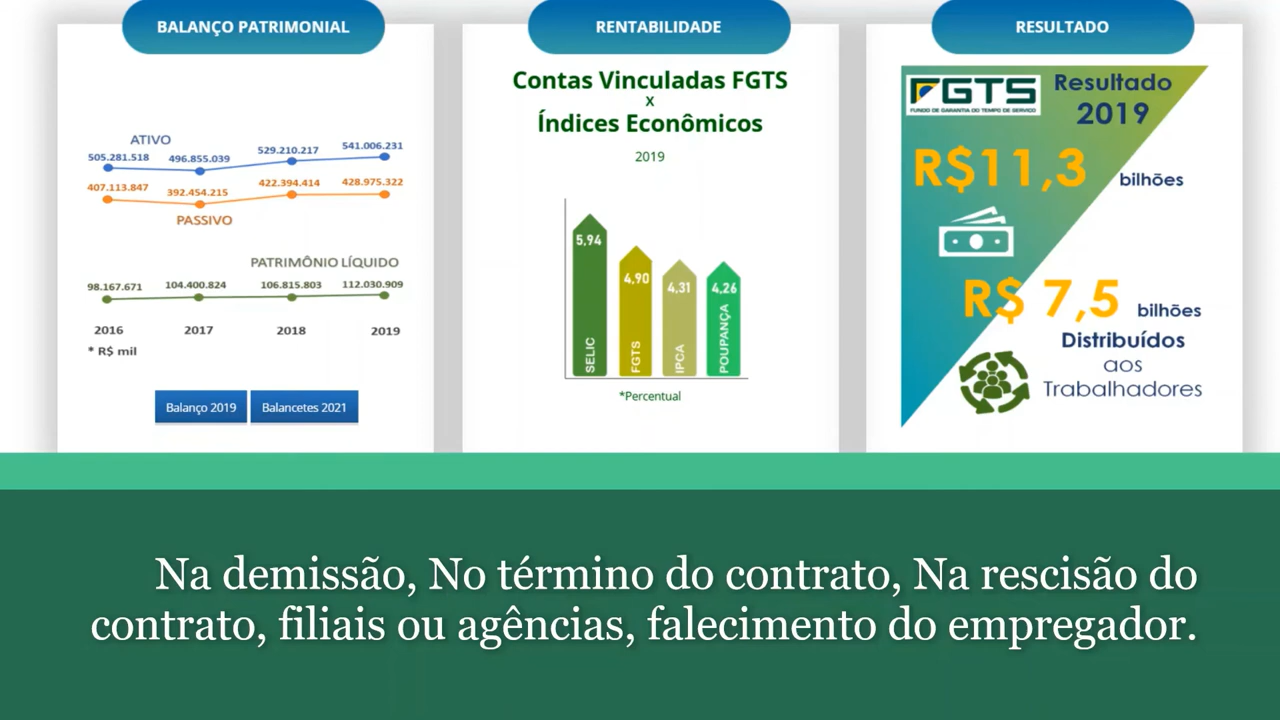 BALANÇO PATRIMONIAL
ATIVO
505.281.518 496.855.039 529.210.217 541.006.231
407.113.847 392.454.215 422.394.414 428.975.322
PASSIVO
PATRIMÔNIO LÍQUIDO
98.167.671 104.400.824 106.815.803 112.030.909
2016 2017 2018 2019
* R$ mil
Balanço 2019 Balancetes 2021
RENTABILIDADE
Contas Vinculadas FGTS
X
Índices Econômicos
2019
5,94 4,90 4,31 4,26
SELIC FGTS IPCA POUPANÇA
*Percentual
RESULTADO
FGTS
FUNDO DE GARANTIA DO TEMPO DE SERVIÇO
Resultado
2019
R$11,3 bilhões
R$ 7,5 bilhões
Distribuídos
aos
Trabalhadores
Na demissão, No término do contrato, Na rescisão do
contrato, filiais ou agências, falecimento do empregador.